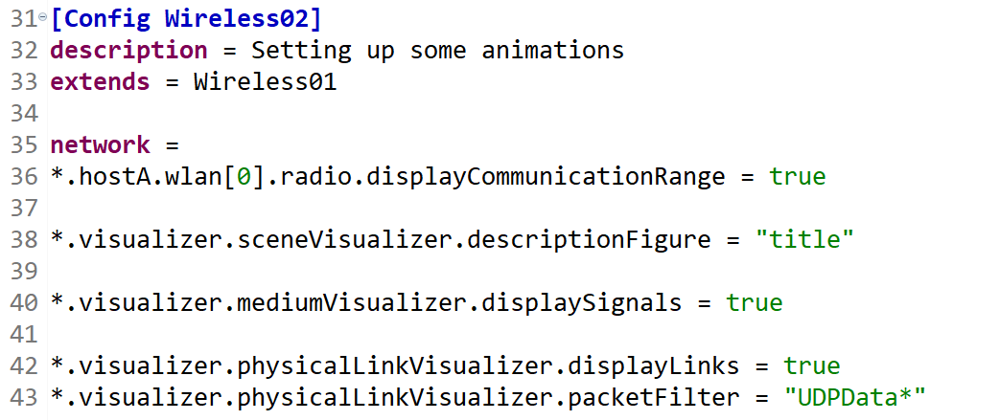 31 [Config Wireless02]
32 description = Setting up some animations
33 extends = Wireless01
34
35 network =
36 *.hostA.wlan[0].radio.displayCommunicationRange = true
37
38 *.visualizer.sceneVisualizer.descriptionFigure = "title"
39
40 *.visualizer.mediumVisualizer.displaySignals = true
41
42 *.visualizer.physicalLinkVisualizer.displayLinks = true
43 *.visualizer.physicalLinkVisualizer.packetFilter = "UDPData*"